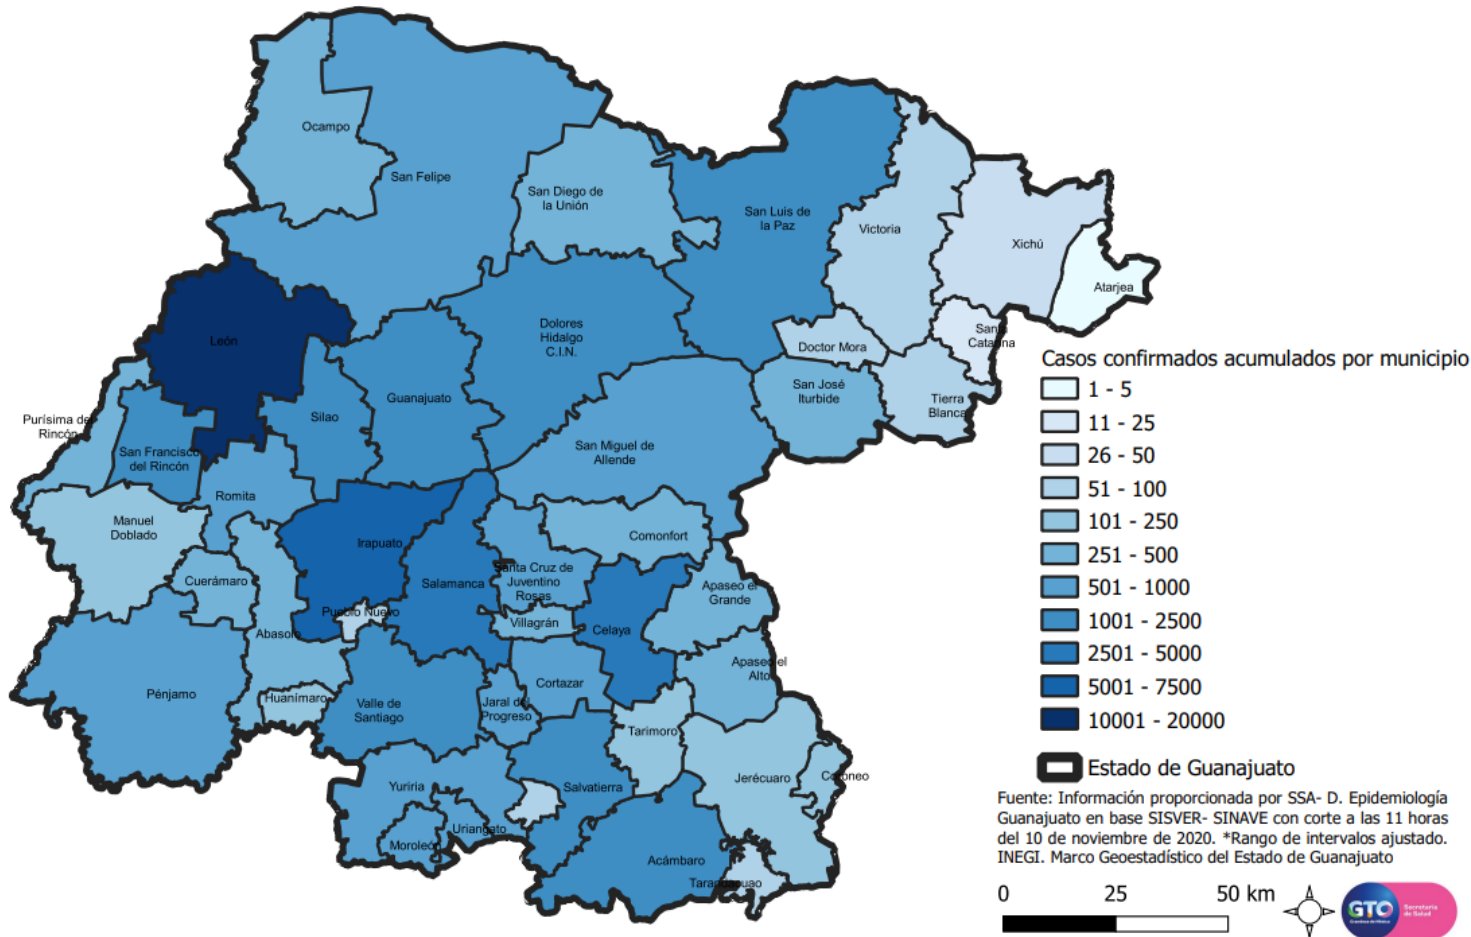 Ocampo
San Felipe
San Diego de
la Unión
San Luis de
la Paz
Victoria
Xichú
Atarjea
León
Dolores
Hidalgo
C.I.N.
Doctor Mora
Santa
Catarina
Guanajuato
Silao
San José
Iturbide
Tierra
Blanca
Purísima del
Rincón
San Francisco
del Rincón
San Miguel de
Allende
Romita
Manuel
Doblado
Irapuato
Comonfort
Cuerámaro
Salamanca
Santa Cruz de
Juventino
Rosas
Apaseo el
Grande
Pueblo Nuevo
Villagrán
Celaya
Abasolo
Apaseo el
Alto
Pénjamo
Huanímaro
Valle de
Santiago
Jaral del
Progreso
Cortazar
Tarimoro
Jerécuaro
Coroneo
Yuriria
Salvatierra
Uriangato
Moroleón
Acámbaro
Tarandacuao
Casos confirmados acumulados por municipio
1 - 5
11 - 25
26 - 50
51 - 100
101 - 250
251 - 500
501 - 1000
1001 - 2500
2501 - 5000
5001 - 7500
10001 - 20000
Estado de Guanajuato
Fuente: Información proporcionada por SSA- D. Epidemiología
Guanajuato en base SISVER- SINAVE con corte a las 11 horas
del 10 de noviembre de 2020. *Rango de intervalos ajustado.
INEGI. Marco Geoestadístico del Estado de Guanajuato
0 25 50 km
GTO
Secretaría
de Salud